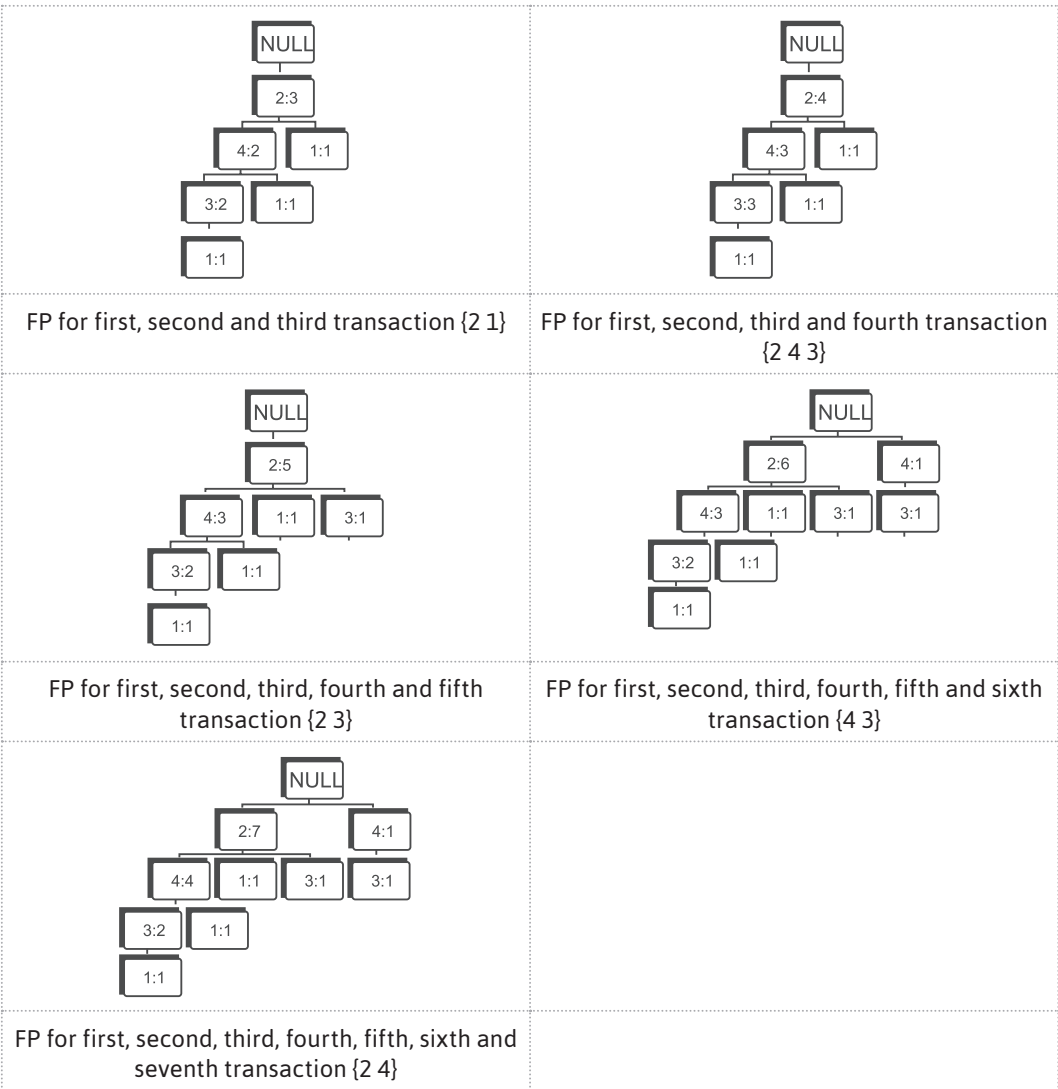 NULL NULL
2:3 2:4
4:2 1:1 4:3 1:1
3:2 1:1 3:3 1:1
1:1 1:1
FP for first, second and third transaction {2 1} FP for first, second, third and fourth transaction
{2 4 3}
NULL NULL
2:5 2:6 4:1
4:3 1:1 3:1 4:3 1:1 3:1 3:1
3:2 1:1 3:2 1:1
1:1 1:1
FP for first, second, third, fourth and fifth FP for first, second, third, fourth, fifth and sixth
transaction {2 3} transaction {4 3}
NULL
2:7 4:1
4:4 1:1 3:1 3:1
3:2 1:1
1:1
FP for first, second, third, fourth, fifth, sixth and
seventh transaction {2 4}